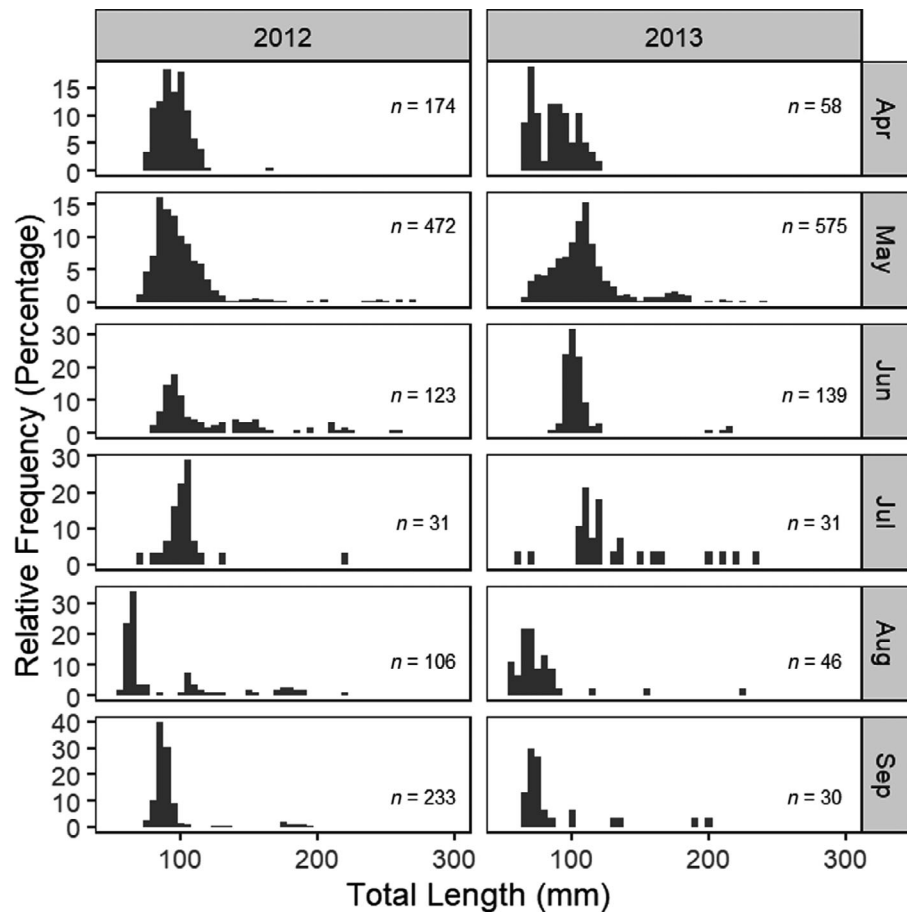 2012 2013
15
10
5
0
n = 174
n = 58
Apr
15
10
5
0
n = 472
n = 575
May
30
20
10
0
n = 123
n = 139
Jun
30
20
10
0
n = 31
n = 31
Jul
30
20
10
0
n = 106
n = 46
Aug
40
30
20
10
0
n = 233
n = 30
Sep
Relative Frequency (Percentage)
100 200 300 100 200 300
Total Length (mm)